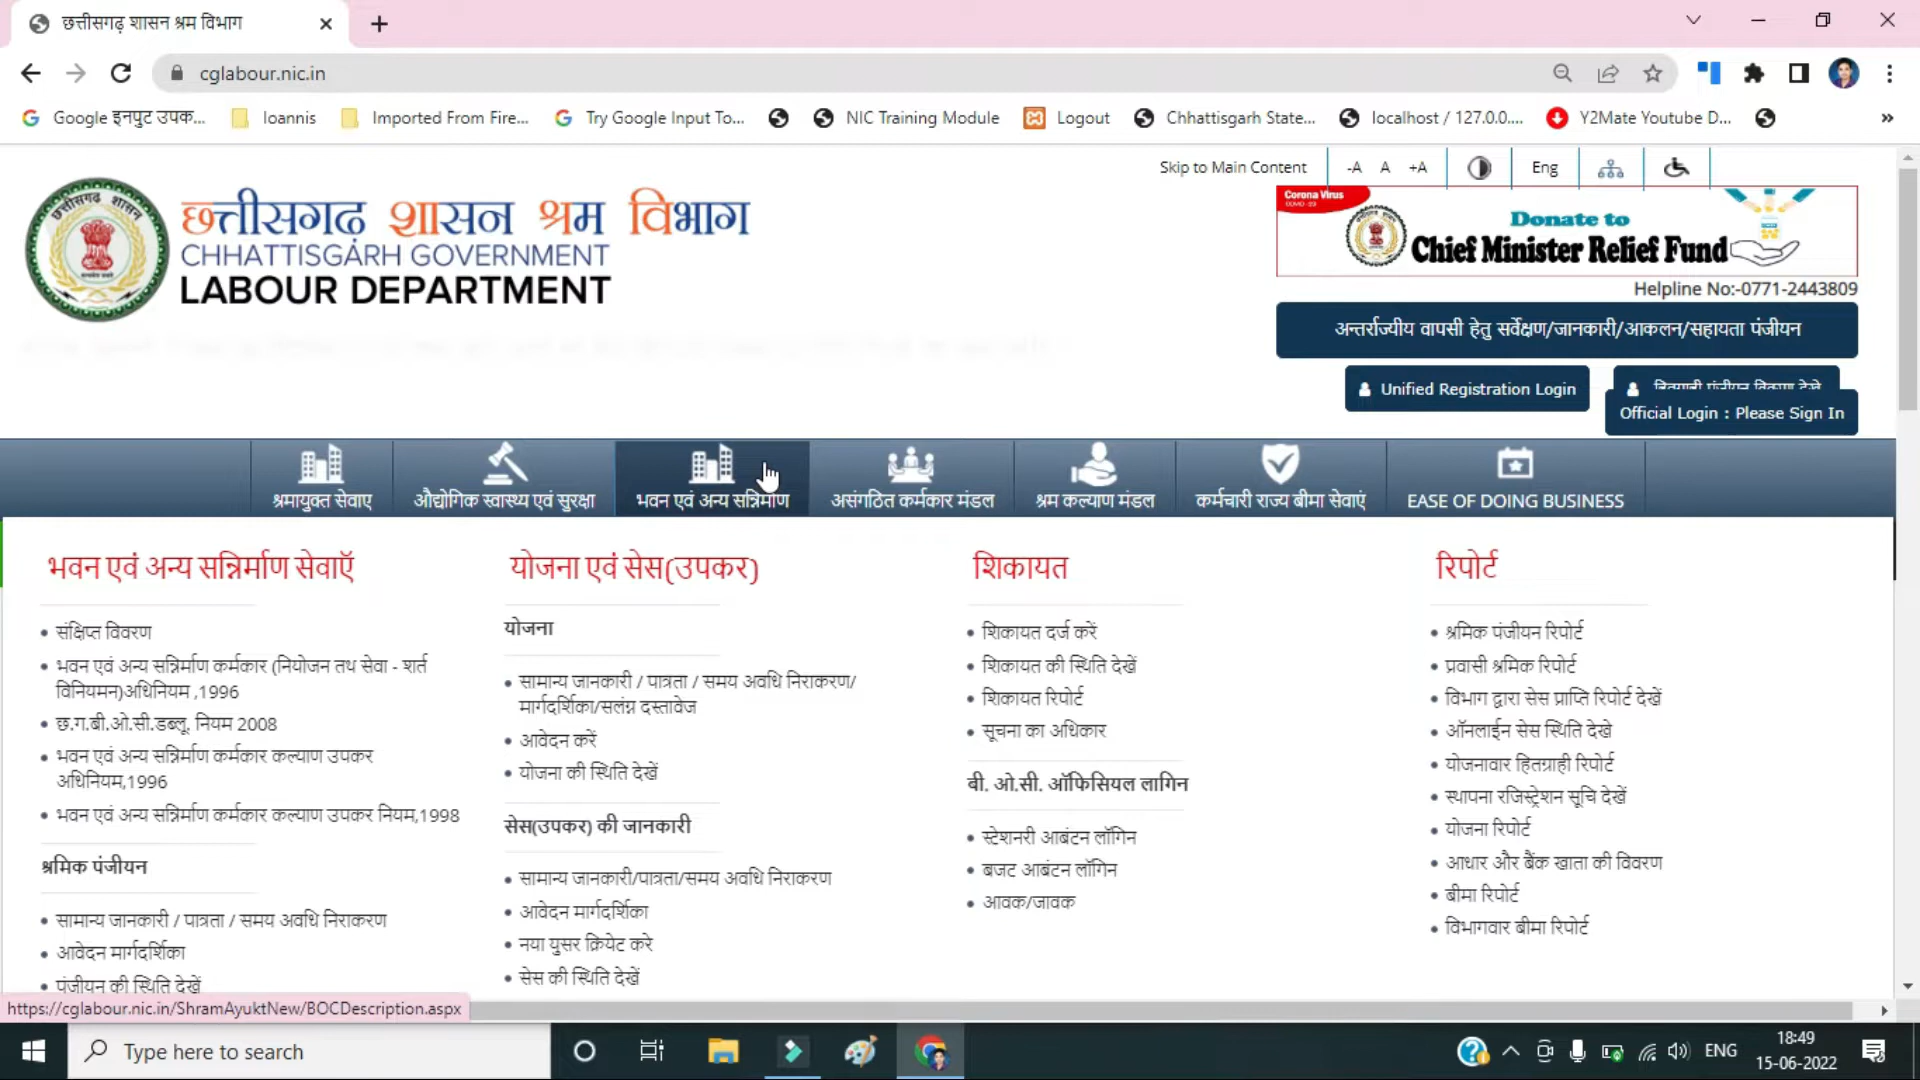 छत्तीसगढ़ शासन श्रम विभाग
cglabour.nic.in
Google इनपुट उपक...
Ioannis
Imported From Fire...
Try Google Input To...
NIC Training Module
Logout
Chhattisgarh State...
localhost / 127.0.0....
Y2Mate Youtube D...
»
Skip to Main Content
-A A +A
Eng
छत्तीसगढ शासन श्रम विभाग
CHHATTISGARH GOVERNMENT
LABOUR DEPARTMENT
छत्तीसगढ़ शासन
Corona Virus
COVID-19
Donate to
Chief Minister Relief Fund
Helpline No:-0771-2443809
अन्तर्राज्यीय वापसी हेतु सर्वेक्षण/जानकारी/आकलन/सहायता पंजीयन
Unified Registration Login
हितग्राही पंजीयन विवरण देखे
Official Login : Please Sign In
श्रमायुक्त सेवाए
औद्योगिक स्वास्थ्य एवं सुरक्षा
भवन एवं अन्य सन्निर्माण
असंगठित कर्मकार मंडल
श्रम कल्याण मंडल
कर्मचारी राज्य बीमा सेवाएं
EASE OF DOING BUSINESS
भवन एवं अन्य सन्निर्माण सेवाऍ
संक्षिप्त विवरण
भवन एवं अन्य सन्निर्माण कर्मकार (नियोजन तथ सेवा - शर्त
विनियमन)अधिनियम ,1996
छ.ग.बी.ओ.सी.डब्लू. नियम 2008
भवन एवं अन्य सन्निर्माण कर्मकार कल्याण उपकर
अधिनियम,1996
भवन एवं अन्य सन्निर्माण कर्मकार कल्याण उपकर नियम,1998
श्रमिक पंजीयन
सामान्य जानकारी / पात्रता / समय अवधि निराकरण
आवेदन मार्गदर्शिका
पंजीयन की स्थिति देखें
योजना एवं सेस(उपकर)
योजना
सामान्य जानकारी / पात्रता / समय अवधि निराकरण/
मार्गदर्शिका/सलंग्न दस्तावेज
आवेदन करें
योजना की स्थिति देखें
सेस(उपकर) की जानकारी
सामान्य जानकारी/पात्रता/समय अवधि निराकरण
आवेदन मार्गदर्शिका
नया युसर क्रियेट करे
सेस की स्थिति देखें
शिकायत
शिकायत दर्ज करें
शिकायत की स्थिति देखें
शिकायत रिपोर्ट
सूचना का अधिकार
बी. ओ.सी. ऑफिसियल लागिन
स्टेशनरी आबंटन लॉगिन
बजट आबंटन लॉगिन
आवक/जावक
रिपोर्ट
श्रमिक पंजीयन रिपोर्ट
प्रवासी श्रमिक रिपोर्ट
विभाग द्वारा सेस प्राप्ति रिपोर्ट देखें
ऑनलाईन सेस स्थिति देखे
योजनावार हितग्राही रिपोर्ट
स्थापना रजिस्ट्रेशन सूचि देखें
योजना रिपोर्ट
आधार और बैंक खाता की विवरण
बीमा रिपोर्ट
विभागवार बीमा रिपोर्ट
https://cglabour.nic.in/ShramAyuktNew/BOCDescription.aspx
Type here to search
ENG
18:49
15-06-2022